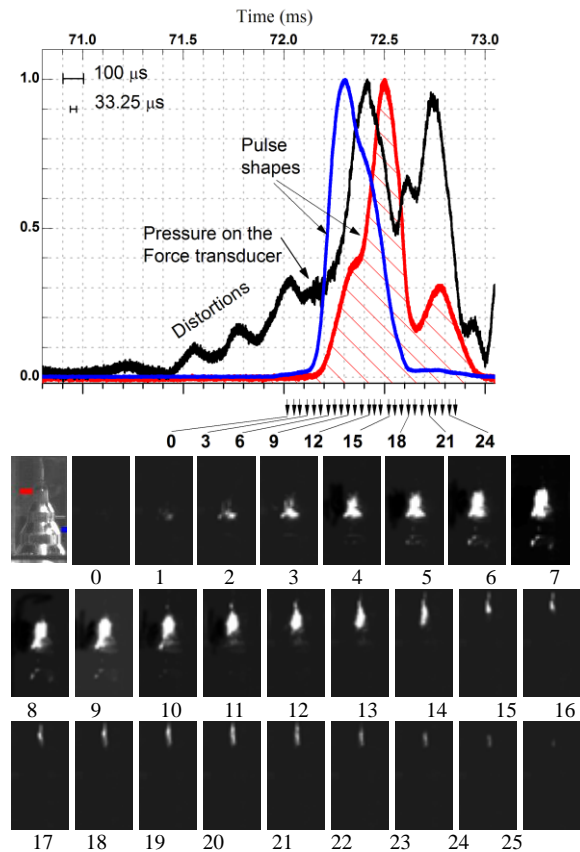 Time (ms)
71.0 71.5 72.0 72.5 73.0
1.0
100 μs
33.25 μs
Pulse
shapes
0.5
Pressure on the
Force transducer
Distortions
0.0
0 3 6 9 12 15 18 21 24
0 1 2 3 4 5 6 7
8 9 10 11 12 13 14 15 16
17 18 19 20 21 22 23 24 25